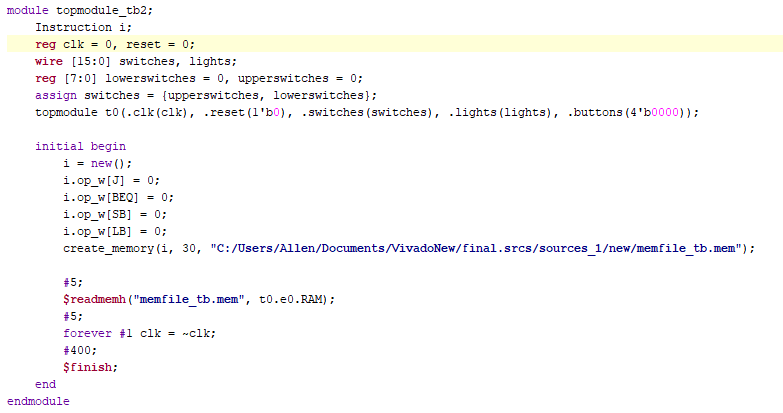 module topmodule_tb2;
    Instruction i;
    reg clk = 0, reset = 0;
    wire [15:0] switches, lights;
    reg [7:0] lowerswitches = 0, upperswitches = 0;
    assign switches = {upperswitches, lowerswitches};
    topmodule t0(.clk(clk), .reset(1'b0), .switches(switches), .lights(lights), .buttons(4'b0000));
    initial begin
        i = new();
        i.op_w[J] = 0;
        i.op_w[BEQ] = 0;
        i.op_w[SB] = 0;
        i.op_w[LB] = 0;
        create_memory(i, 30, "C:/Users/Allen/Documents/VivadoNew/final.srcs/sources_1/new/memfile_tb.mem");
        #5;
        $readmemh("memfile_tb.mem", t0.e0.RAM);
        #5;
        forever #1 clk = ~clk;
        #400;
        $finish;
    end
endmodule